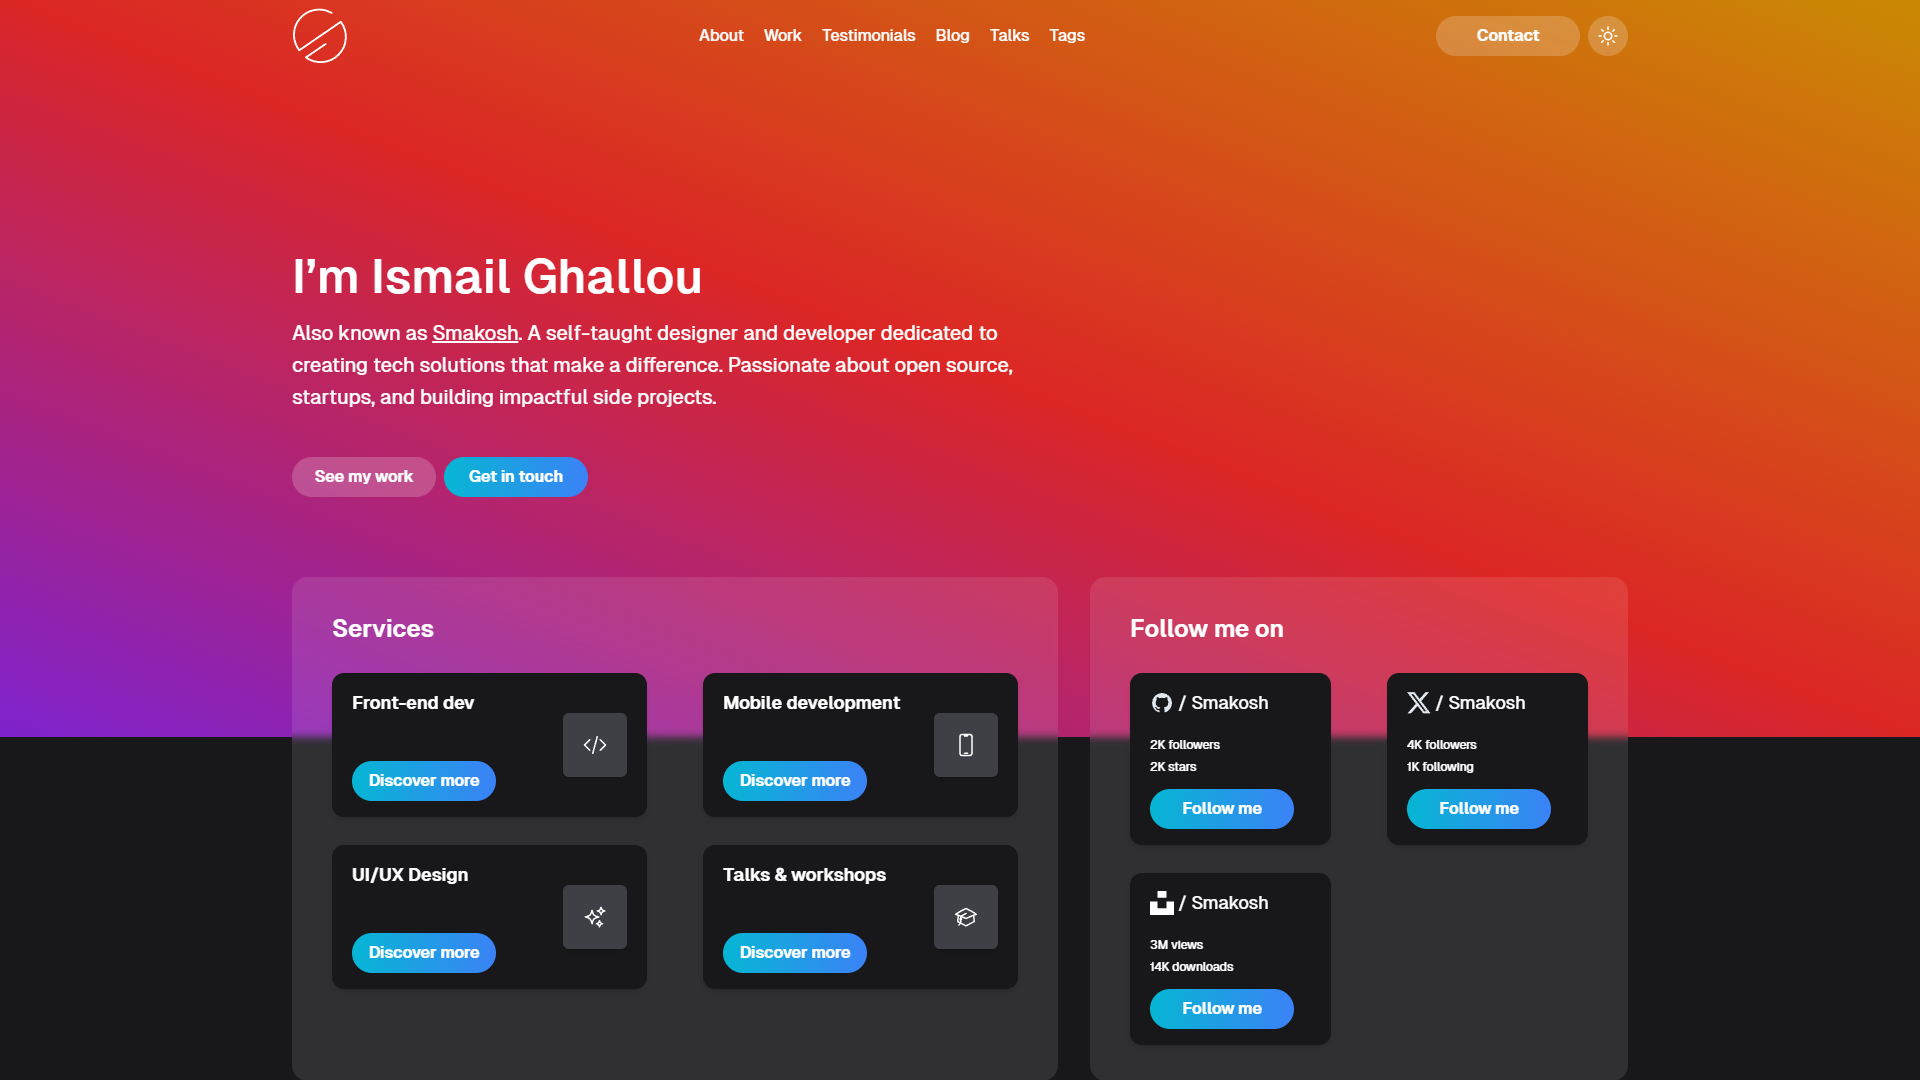 About
Work
Testimonials
Blog
Talks
Tags
Contact
I’m Ismail Ghallou
Also known as Smakosh. A self-taught designer and developer dedicated to
creating tech solutions that make a difference. Passionate about open source,
startups, and building impactful side projects.
See my work
Get in touch
Services
Front-end dev
Discover more
Mobile development
Discover more
UI/UX Design
Discover more
Talks & workshops
Discover more
Follow me on
/ Smakosh
2K followers
2K stars
Follow me
/ Smakosh
4K followers
1K following
Follow me
/ Smakosh
3M views
14K downloads
Follow me